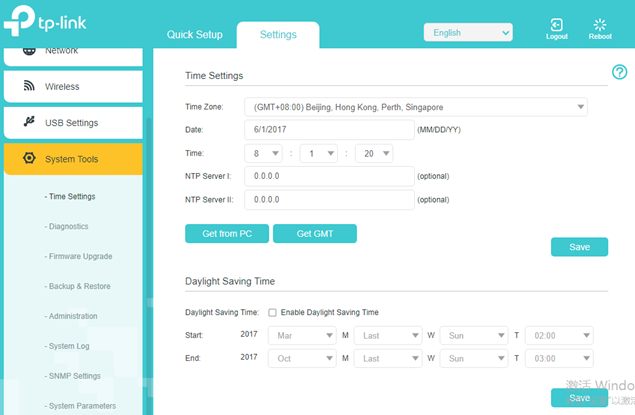 tp-link
Quick Setup Settings English Logout Reboot
Network
Wireless
USB Settings
System Tools
- Time Settings
- Diagnostics
- Firmware Upgrade
- Backup & Restore
- Administration
- System Log
- SNMP Settings
- System Parameters
Time Settings
?
Time Zone: (GMT+08:00) Beijing, Hong Kong, Perth, Singapore
Date: 6/1/2017 (MM/DD/YY)
Time: 8 : 1 : 20
NTP Server I: 0.0.0.0 (optional)
NTP Server II: 0.0.0.0 (optional)
Get from PC Get GMT
Save
Daylight Saving Time
Daylight Saving Time: Enable Daylight Saving Time
Start: 2017 Mar M Last W Sun T 02:00
End: 2017 Oct M Last W Sun T 03:00
激活 Windo
Save
以激活